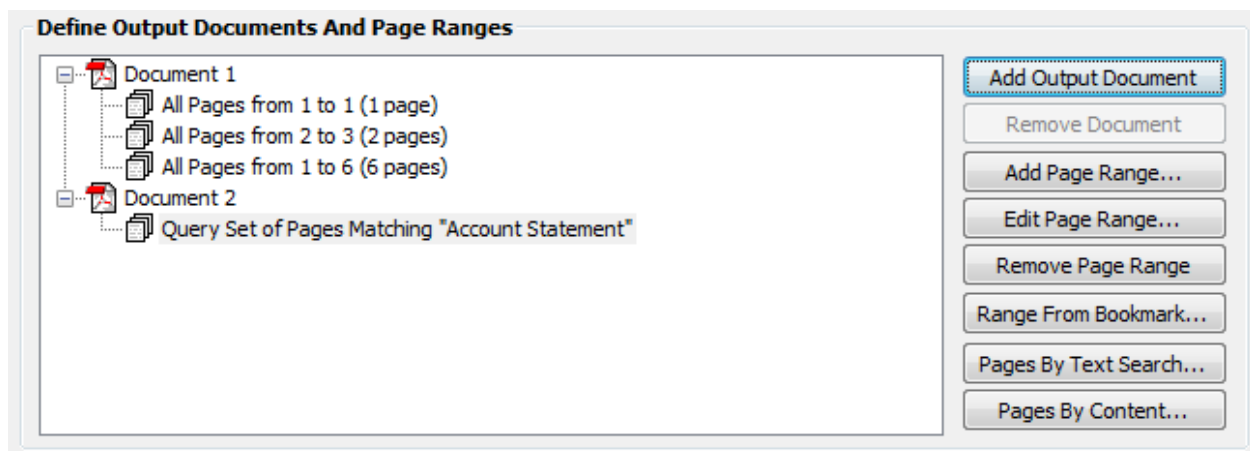 Define Output Documents And Page Ranges
Document 1
All Pages from 1 to 1 (1 page)
All Pages from 2 to 3 (2 pages)
All Pages from 1 to 6 (6 pages)
Document 2
Query Set of Pages Matching "Account Statement"
Add Output Document
Remove Document
Add Page Range...
Edit Page Range...
Remove Page Range
Range From Bookmark...
Pages By Text Search...
Pages By Content...